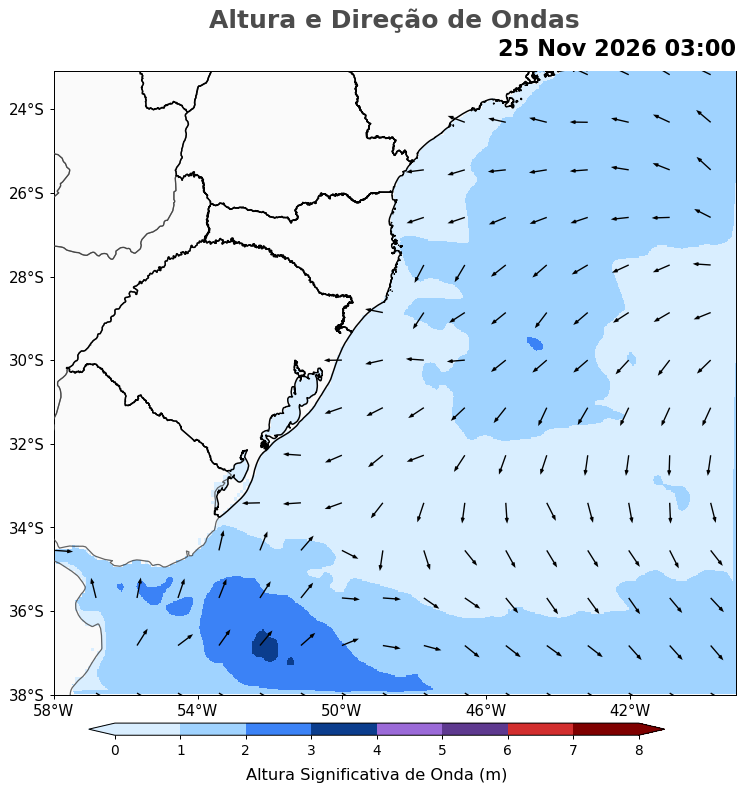 Altura e Direção de Ondas
25 Nov 2026 03:00
24°S
26°S
28°S
30°S
32°S
34°S
36°S
38°S
58°W 54°W 50°W 46°W 42°W
0 1 2 3 4 5 6 7 8
Altura Significativa de Onda (m)